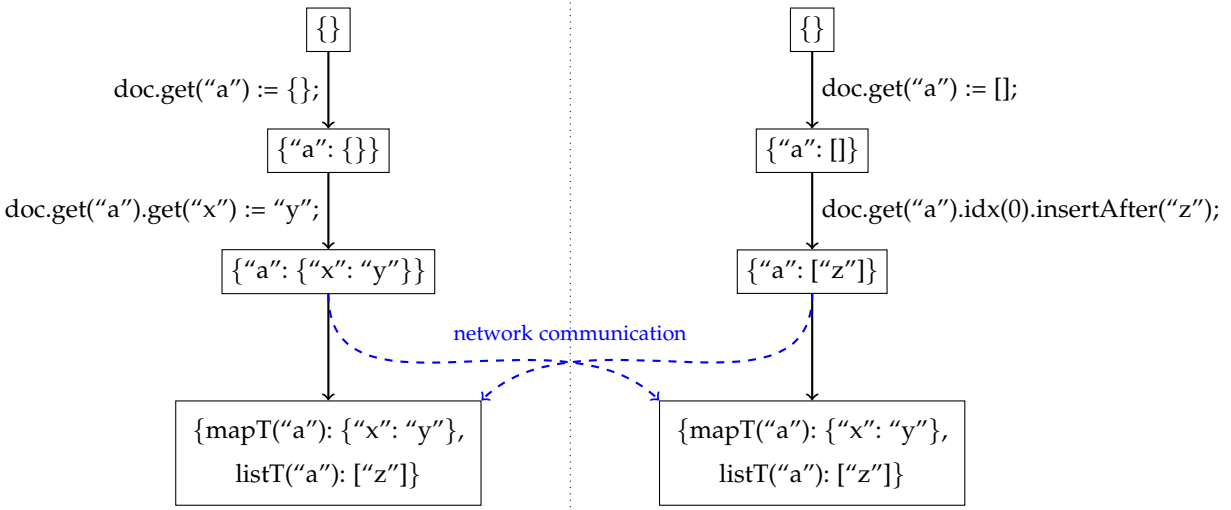 {}
{}
doc.get(“a”) := {};
doc.get(“a”) := [];
{“a”: {}}
{“a”: []}
doc.get(“a”).get(“x”) := “y”;
doc.get(“a”).idx(0).insertAfter(“z”);
{“a”: {“x”: “y”}}
{“a”: [“z”]}
network communication
{mapT(“a”): {“x”: “y”},
listT(“a”): [“z”]}
{mapT(“a”): {“x”: “y”},
listT(“a”): [“z”]}